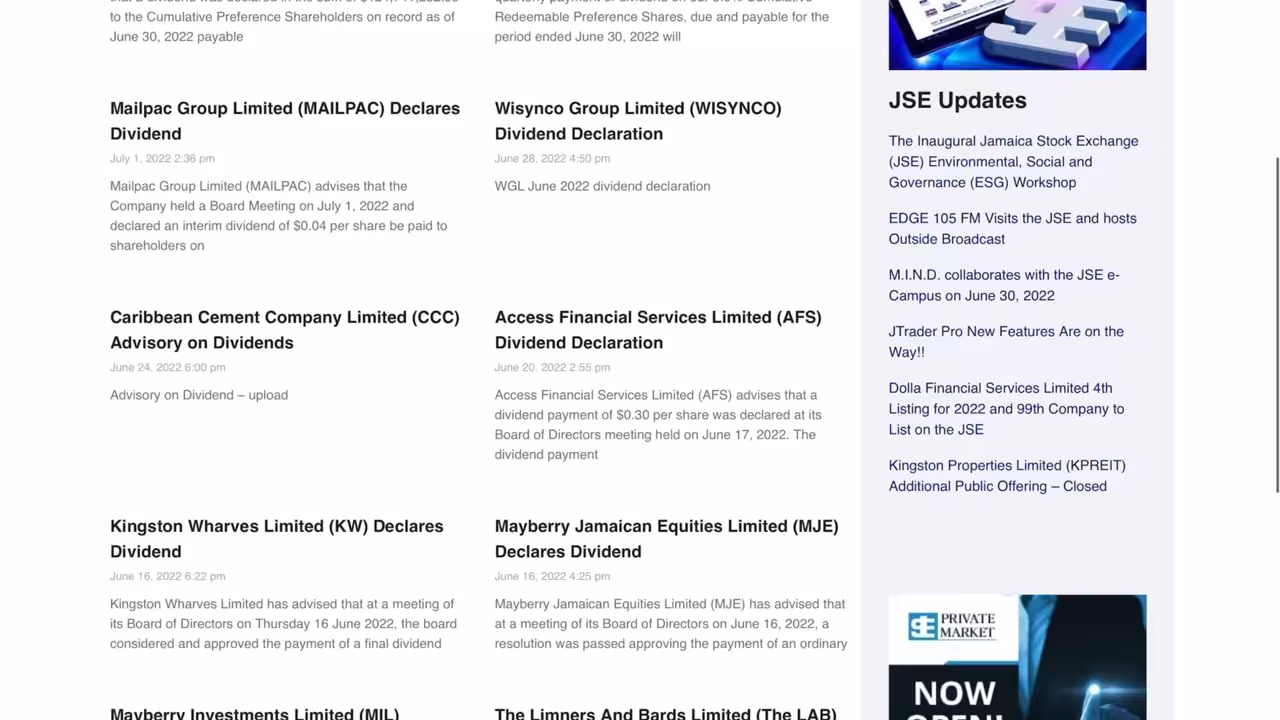 to the Cumulative Preference Shareholders on record as of
June 30, 2022 payable
Redeemable Preference Shares, due and payable for the
period ended June 30, 2022 will
Mailpac Group Limited (MAILPAC) Declares
Dividend
July 1, 2022 2:36 pm
Mailpac Group Limited (MAILPAC) advises that the
Company held a Board Meeting on July 1, 2022 and
declared an interim dividend of $0.04 per share be paid to
shareholders on
Wisynco Group Limited (WISYNCO)
Dividend Declaration
June 28, 2022 4:50 pm
WGL June 2022 dividend declaration
Caribbean Cement Company Limited (CCC)
Advisory on Dividends
June 24, 2022 6:00 pm
Advisory on Dividend – upload
Access Financial Services Limited (AFS)
Dividend Declaration
June 20, 2022 2:55 pm
Access Financial Services Limited (AFS) advises that a
dividend payment of $0.30 per share was declared at its
Board of Directors meeting held on June 17, 2022. The
dividend payment
Kingston Wharves Limited (KW) Declares
Dividend
June 16, 2022 6:22 pm
Kingston Wharves Limited has advised that at a meeting of
its Board of Directors on Thursday 16 June 2022, the board
considered and approved the payment of a final dividend
Mayberry Jamaican Equities Limited (MJE)
Declares Dividend
June 16, 2022 4:25 pm
Mayberry Jamaican Equities Limited (MJE) has advised that
at a meeting of its Board of Directors on June 16, 2022, a
resolution was passed approving the payment of an ordinary
Mayberry Investments Limited (MIL)
The Limners And Bards Limited (The LAB)
JSE Updates
The Inaugural Jamaica Stock Exchange
(JSE) Environmental, Social and
Governance (ESG) Workshop
EDGE 105 FM Visits the JSE and hosts
Outside Broadcast
M.I.N.D. collaborates with the JSE e-
Campus on June 30, 2022
JTrader Pro New Features Are on the
Way!!
Dolla Financial Services Limited 4th
Listing for 2022 and 99th Company to
List on the JSE
Kingston Properties Limited (KPREIT)
Additional Public Offering – Closed
PRIVATE
MARKET
NOW
OPEN!